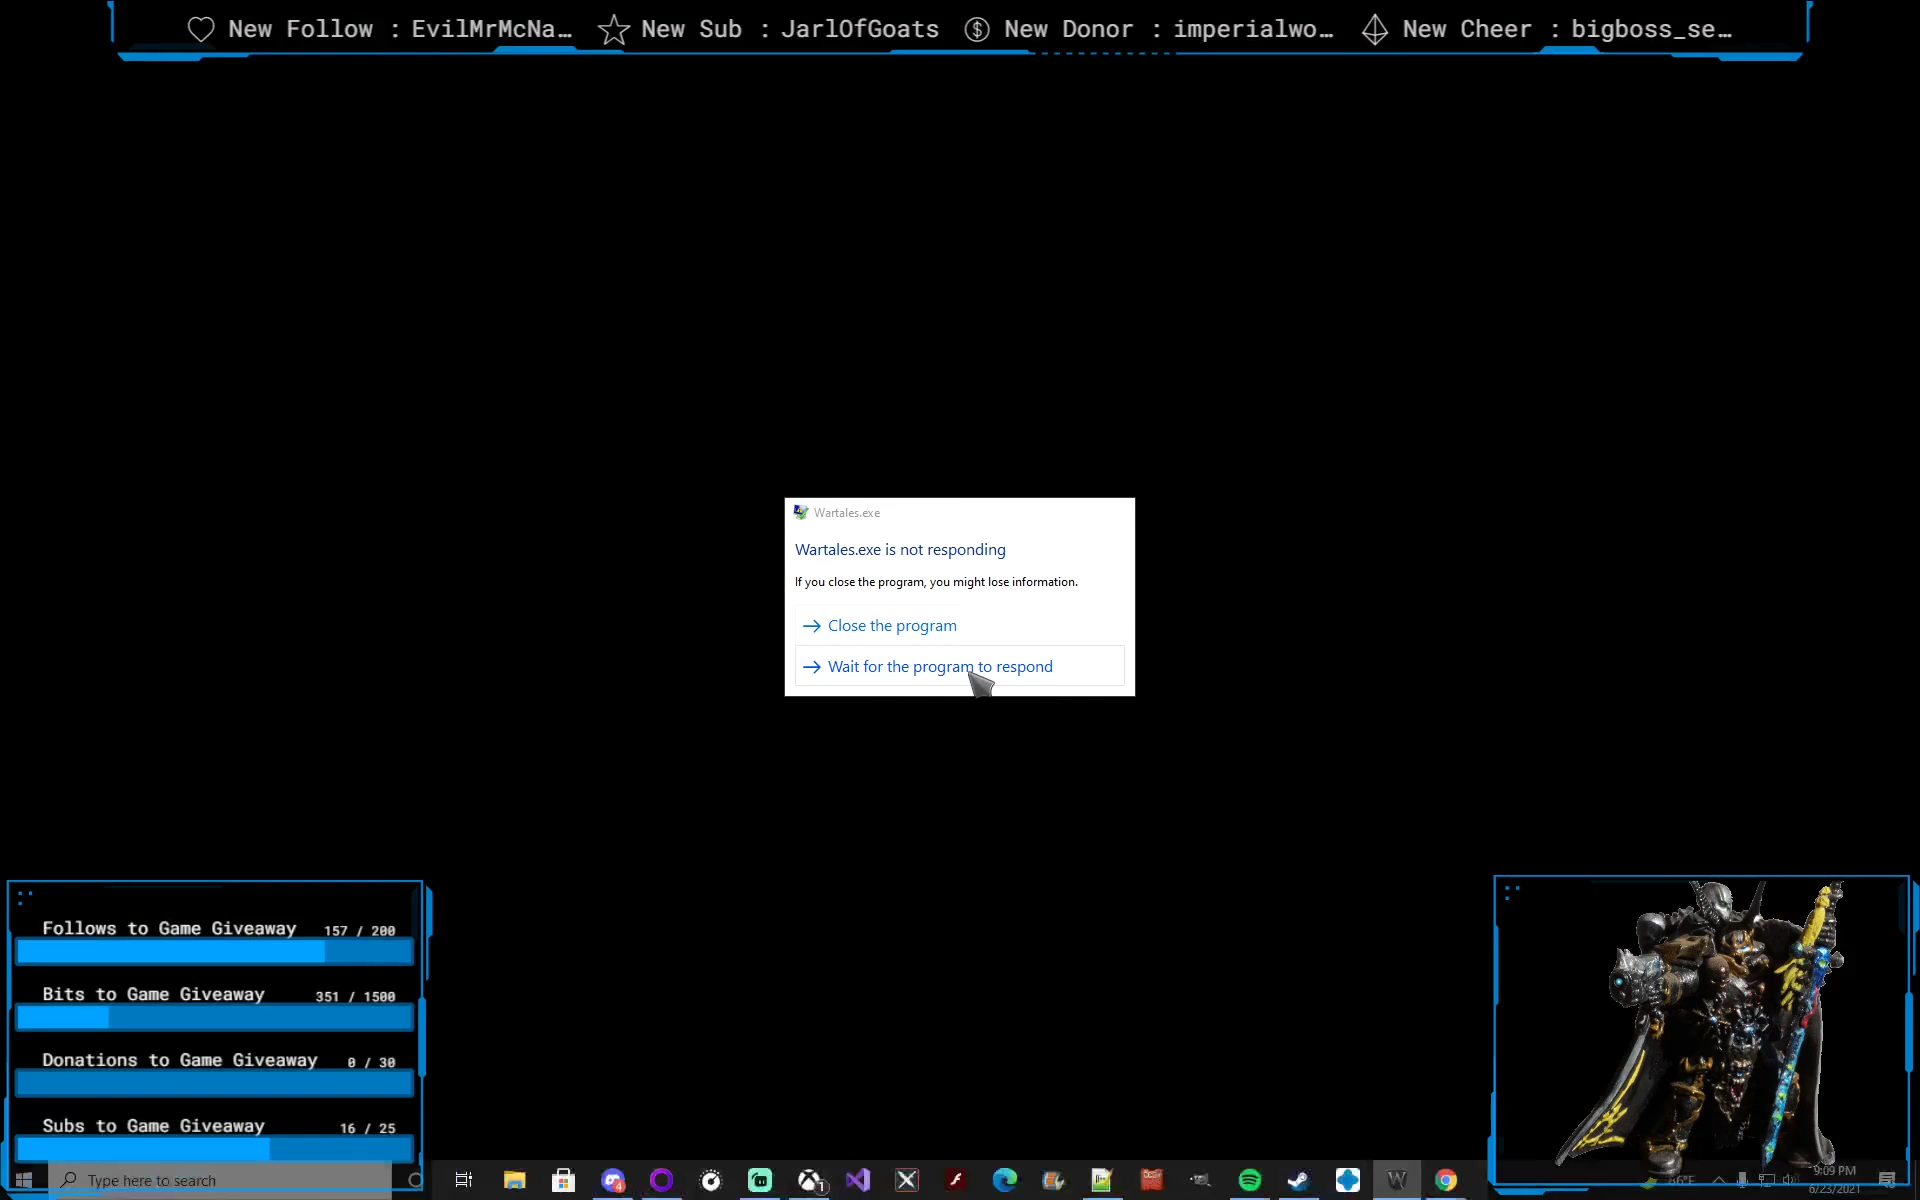 New Follow : EvilMrMcNa… New Sub : JarlOfGoats New Donor : imperialwo… New Cheer : bigboss_se…
Wartales.exe
Wartales.exe is not responding
If you close the program, you might lose information.
Close the program
Wait for the program to respond
Follows to Game Giveaway 157 / 200
Bits to Game Giveaway 351 / 1500
Donations to Game Giveaway 0 / 30
Subs to Game Giveaway 16 / 25
Type here to search
4
1
86°F
9:09 PM
6/23/2021